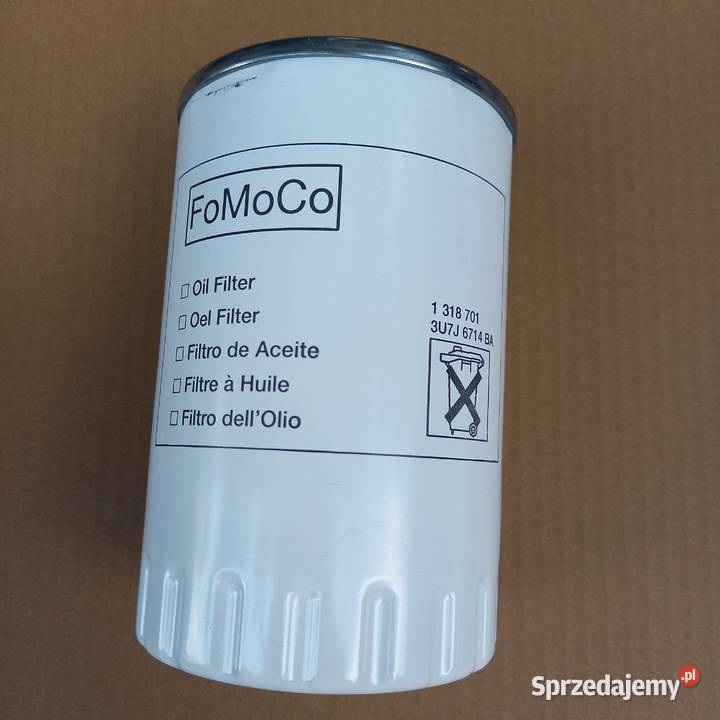 FoMoCo
Oil Filter
Oel Filter
Filtro de Aceite
Filtre à Huile
Filtro dell'Olio
1 318 701
3U7J 6714 BA
Sprzedajemy.pl